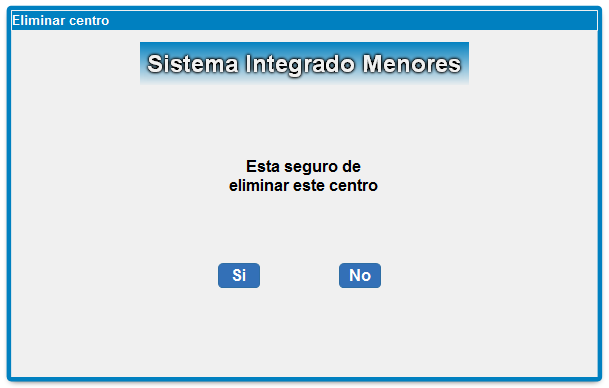 Eliminar centro
Sistema Integrado Menores
Esta seguro de
eliminar este centro
Si
No